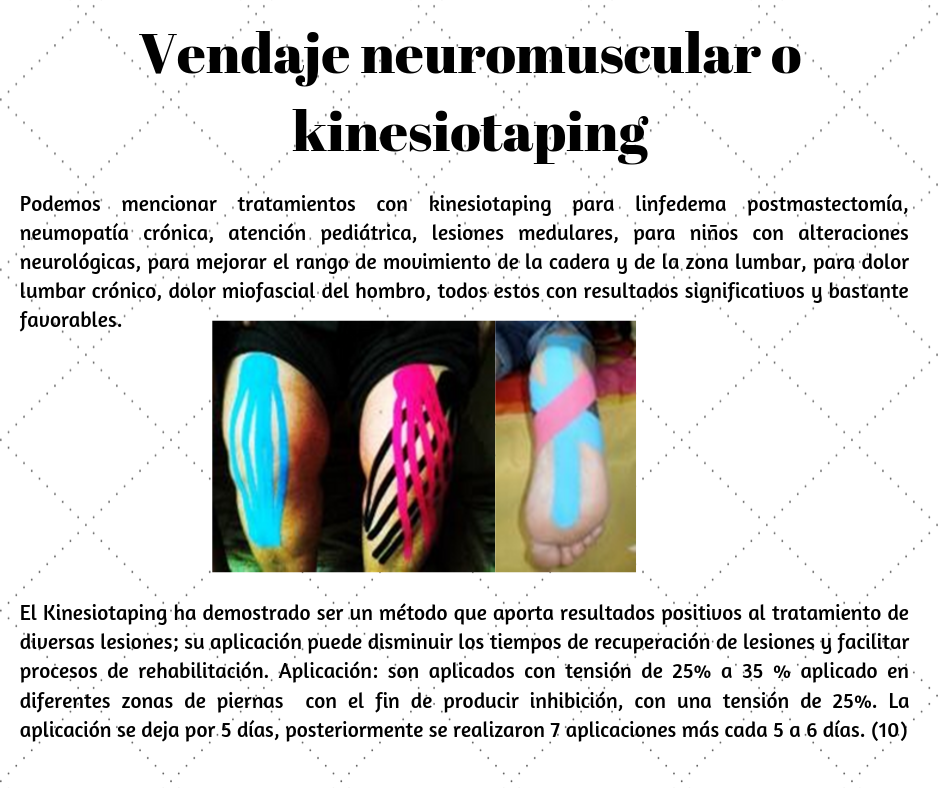 Vendaje neuromuscular o
kinesiotaping
Podemos mencionar tratamientos con kinesiotaping para linfedema postmastectomía,
neumopatía crónica, atención pediátrica, lesiones medulares, para niños con alteraciones
neurológicas, para mejorar el rango de movimiento de la cadera y de la zona lumbar, para dolor
lumbar crónico, dolor miofascial del hombro, todos estos con resultados significativos y bastante
favorables.
El Kinesiotaping ha demostrado ser un método que aporta resultados positivos al tratamiento de
diversas lesiones; su aplicación puede disminuir los tiempos de recuperación de lesiones y facilitar
procesos de rehabilitación. Aplicación: son aplicados con tensión de 25% a 35 % aplicado en
diferentes zonas de piernas con el fin de producir inhibición, con una tensión de 25%. La
aplicación se deja por 5 días, posteriormente se realizaron 7 aplicaciones más cada 5 a 6 días. (10)